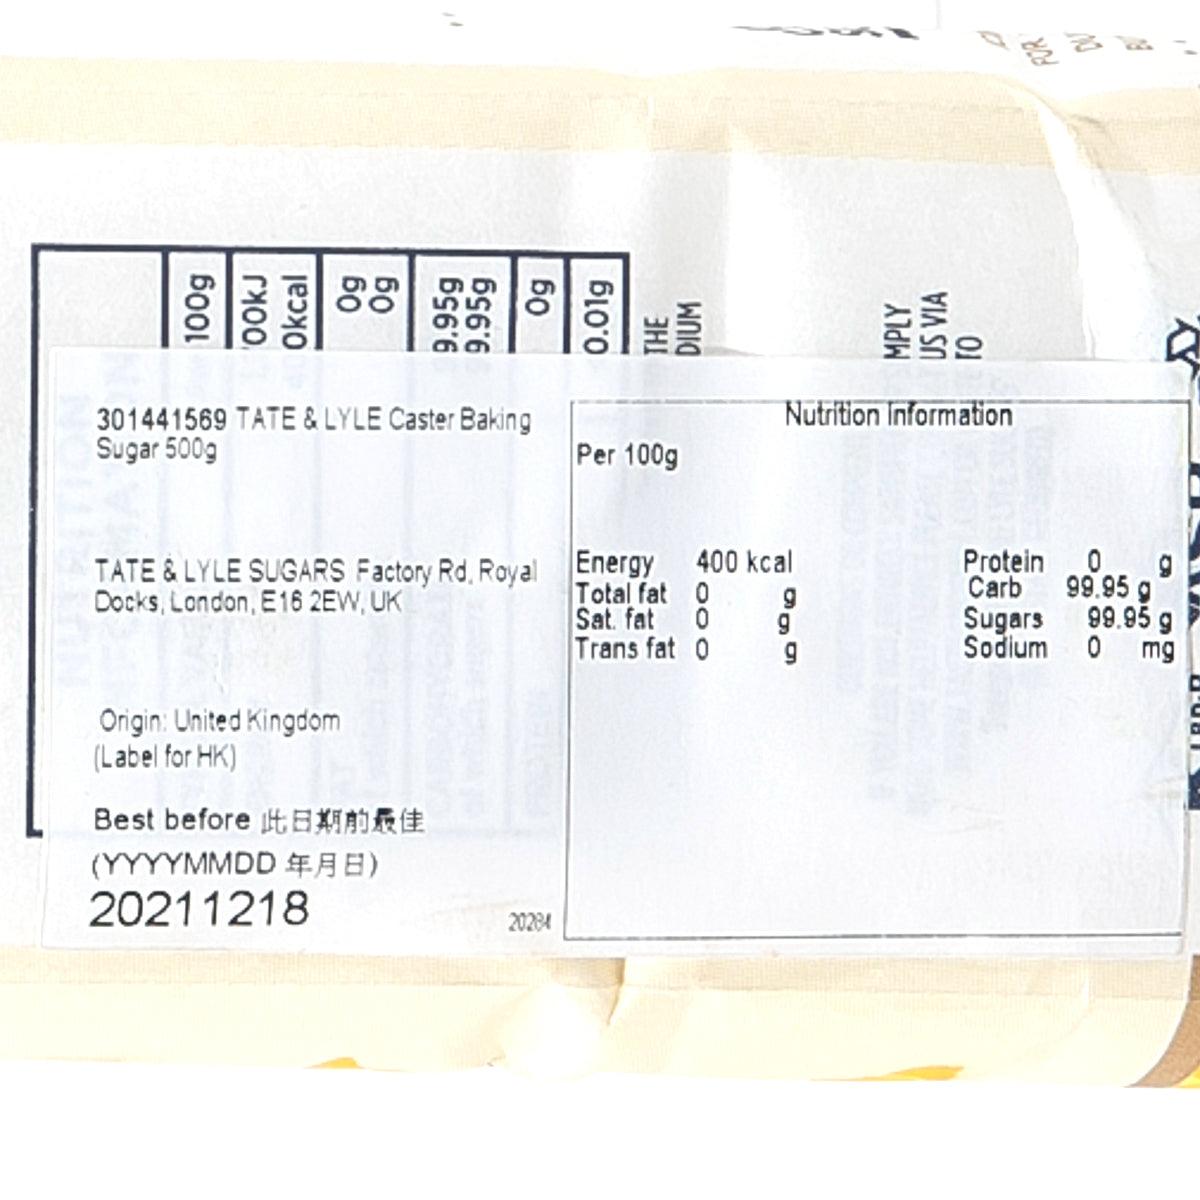 100g
0g
0g
9.95g
9.95g
0g
0.01g
THE
DIUM
MPLY
US VIA
TO
301441569 TATE & LYLE Caster Baking
Sugar 500g
TATE & LYLE SUGARS Factory Rd, Royal
Docks, London, E16 2EW, UK
Origin: United Kingdom
(Label for HK)
Best before 此日期前最佳
(YYYYMMDD 年月日)
20211218
Nutrition Information
Per 100g
Energy 400 kcal Protein 0 g
Total fat 0 g Carb 99.95 g
Sat. fat 0 g Sugars 99.95 g
Trans fat 0 g Sodium 0 mg